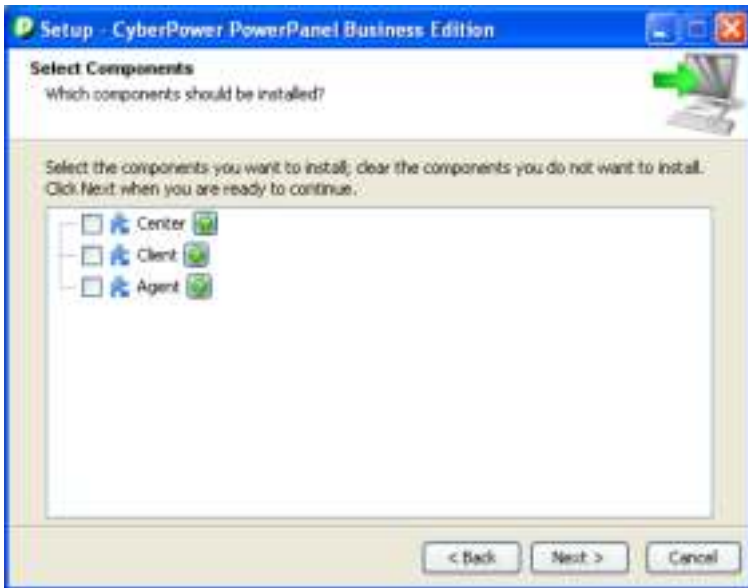 Setup - CyberPower PowerPanel Business Edition
Select Components
Which components should be installed?
Select the components you want to install; clear the components you do not want to install.
Click Next when you are ready to continue.
Center
Client
Agent
< Back
Next >
Cancel